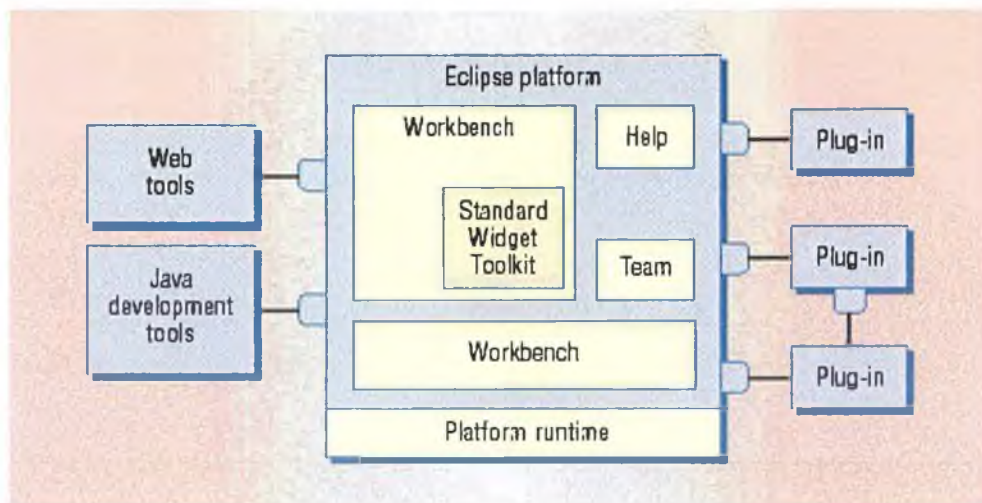 Eclipse platform
Web
tools
Java
development
tools
Workbench
Standard
Widget
Toolkit
Help
Team
Workbench
Platform runtime
Plug-in
Plug-in
Plug-in